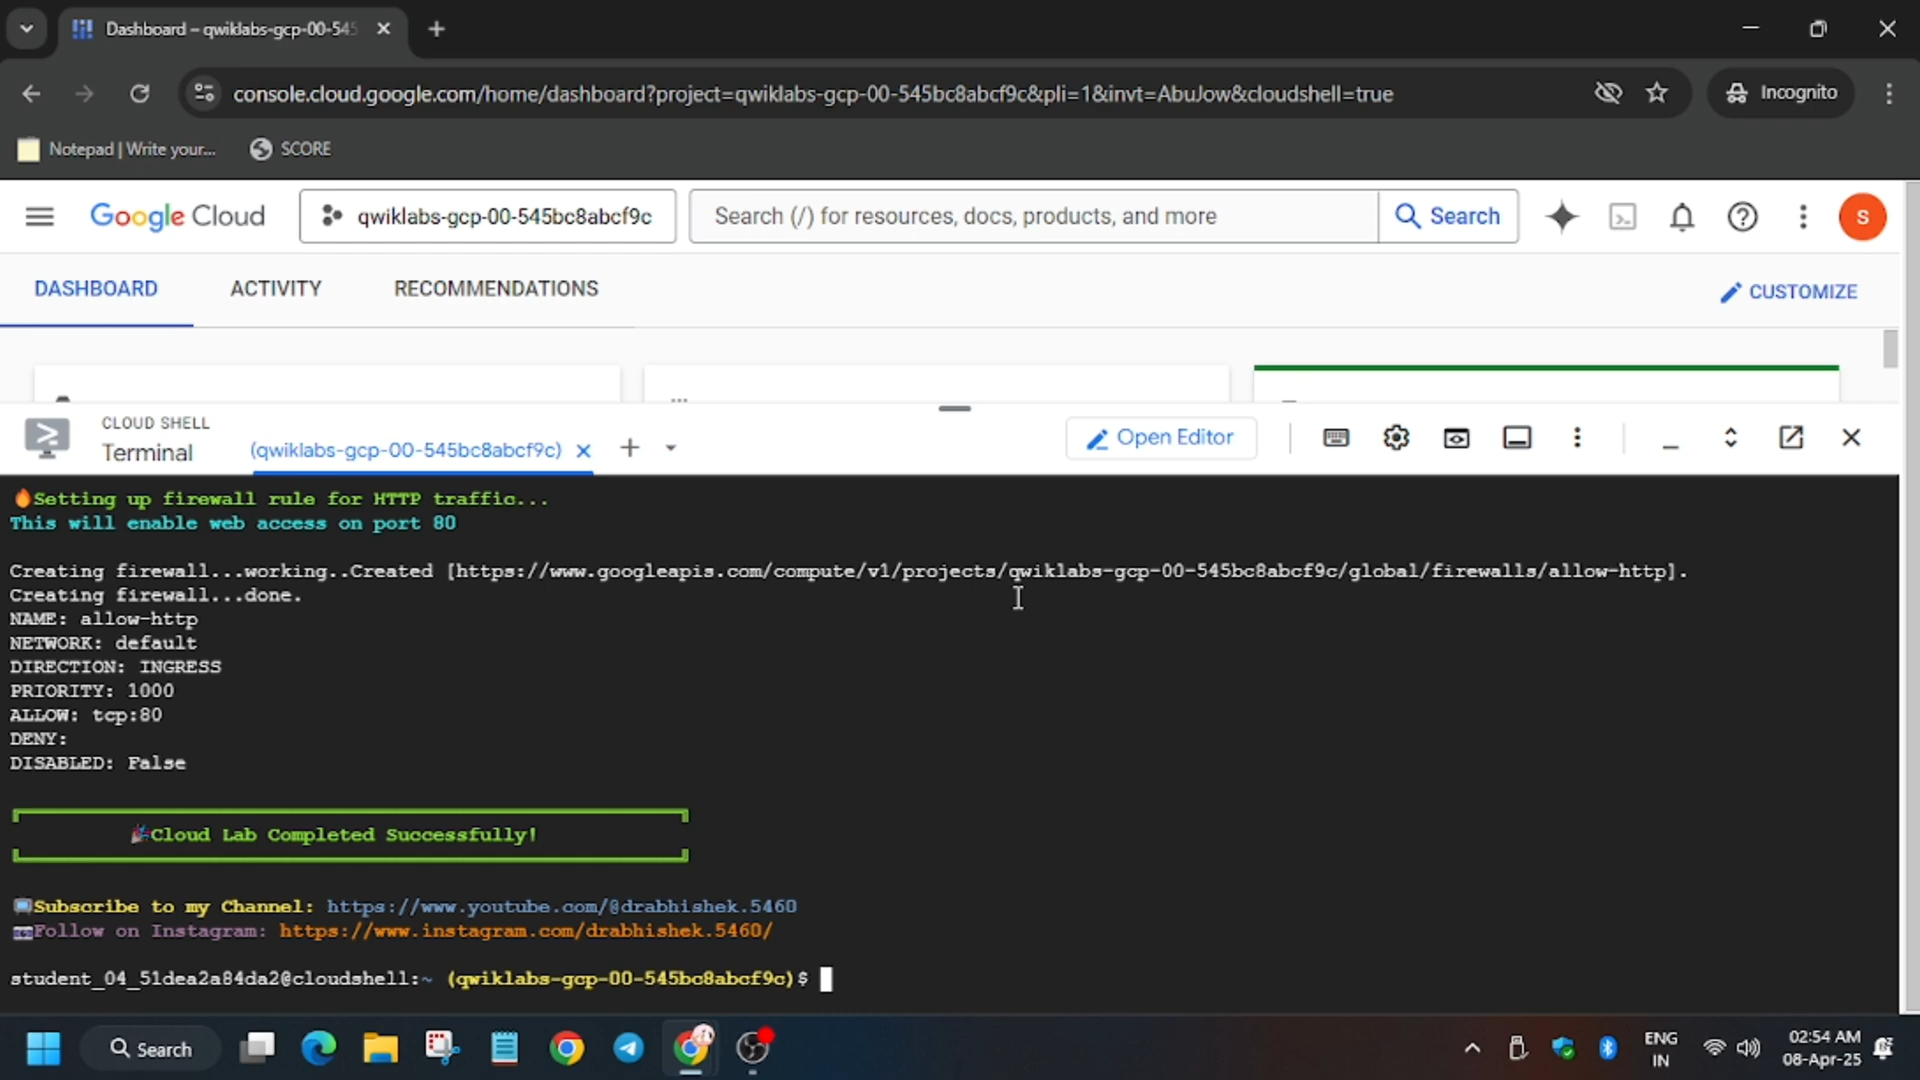 Dashboard – qwiklabs-gcp-00-545
console.cloud.google.com/home/dashboard?project=qwiklabs-gcp-00-545bc8abcf9c&pli=1&invt=AbuJow&cloudshell=true
Incognito
Notepad | Write your...
SCORE
Google Cloud
qwiklabs-gcp-00-545bc8abcf9c
Search (/) for resources, docs, products, and more
Search
S
DASHBOARD
ACTIVITY
RECOMMENDATIONS
CUSTOMIZE
CLOUD SHELL
Terminal
(qwiklabs-gcp-00-545bc8abcf9c)
Open Editor
🔥Setting up firewall rule for HTTP traffic...
This will enable web access on port 80
Creating firewall...working..Created [https://www.googleapis.com/compute/v1/projects/qwiklabs-gcp-00-545bc8abcf9c/global/firewalls/allow-http].
Creating firewall...done.
NAME: allow-http
NETWORK: default
DIRECTION: INGRESS
PRIORITY: 1000
ALLOW: tcp:80
DENY:
DISABLED: False
🎉Cloud Lab Completed Successfully!
Subscribe to my Channel: https://www.youtube.com/@drabhishek.5460
Follow on Instagram: https://www.instagram.com/drabhishek.5460/
student_04_51dea2a84da2@cloudshell:~ (qwiklabs-gcp-00-545bc8abcf9c)$
Search
ENG
IN
02:54 AM
08-Apr-25